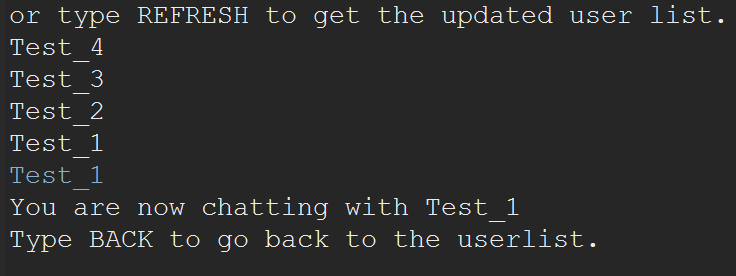 or type REFRESH to get the updated user list.
Test_4
Test_3
Test_2
Test_1
Test_1
You are now chatting with Test_1
Type BACK to go back to the userlist.